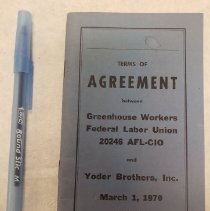 TERMS OF
AGREEMENT
between
Greenhouse Workers
Federal Labor Union
20246 AFL-CIO
and
Yoder Brothers, Inc.
March 1, 1970
Round Stic M